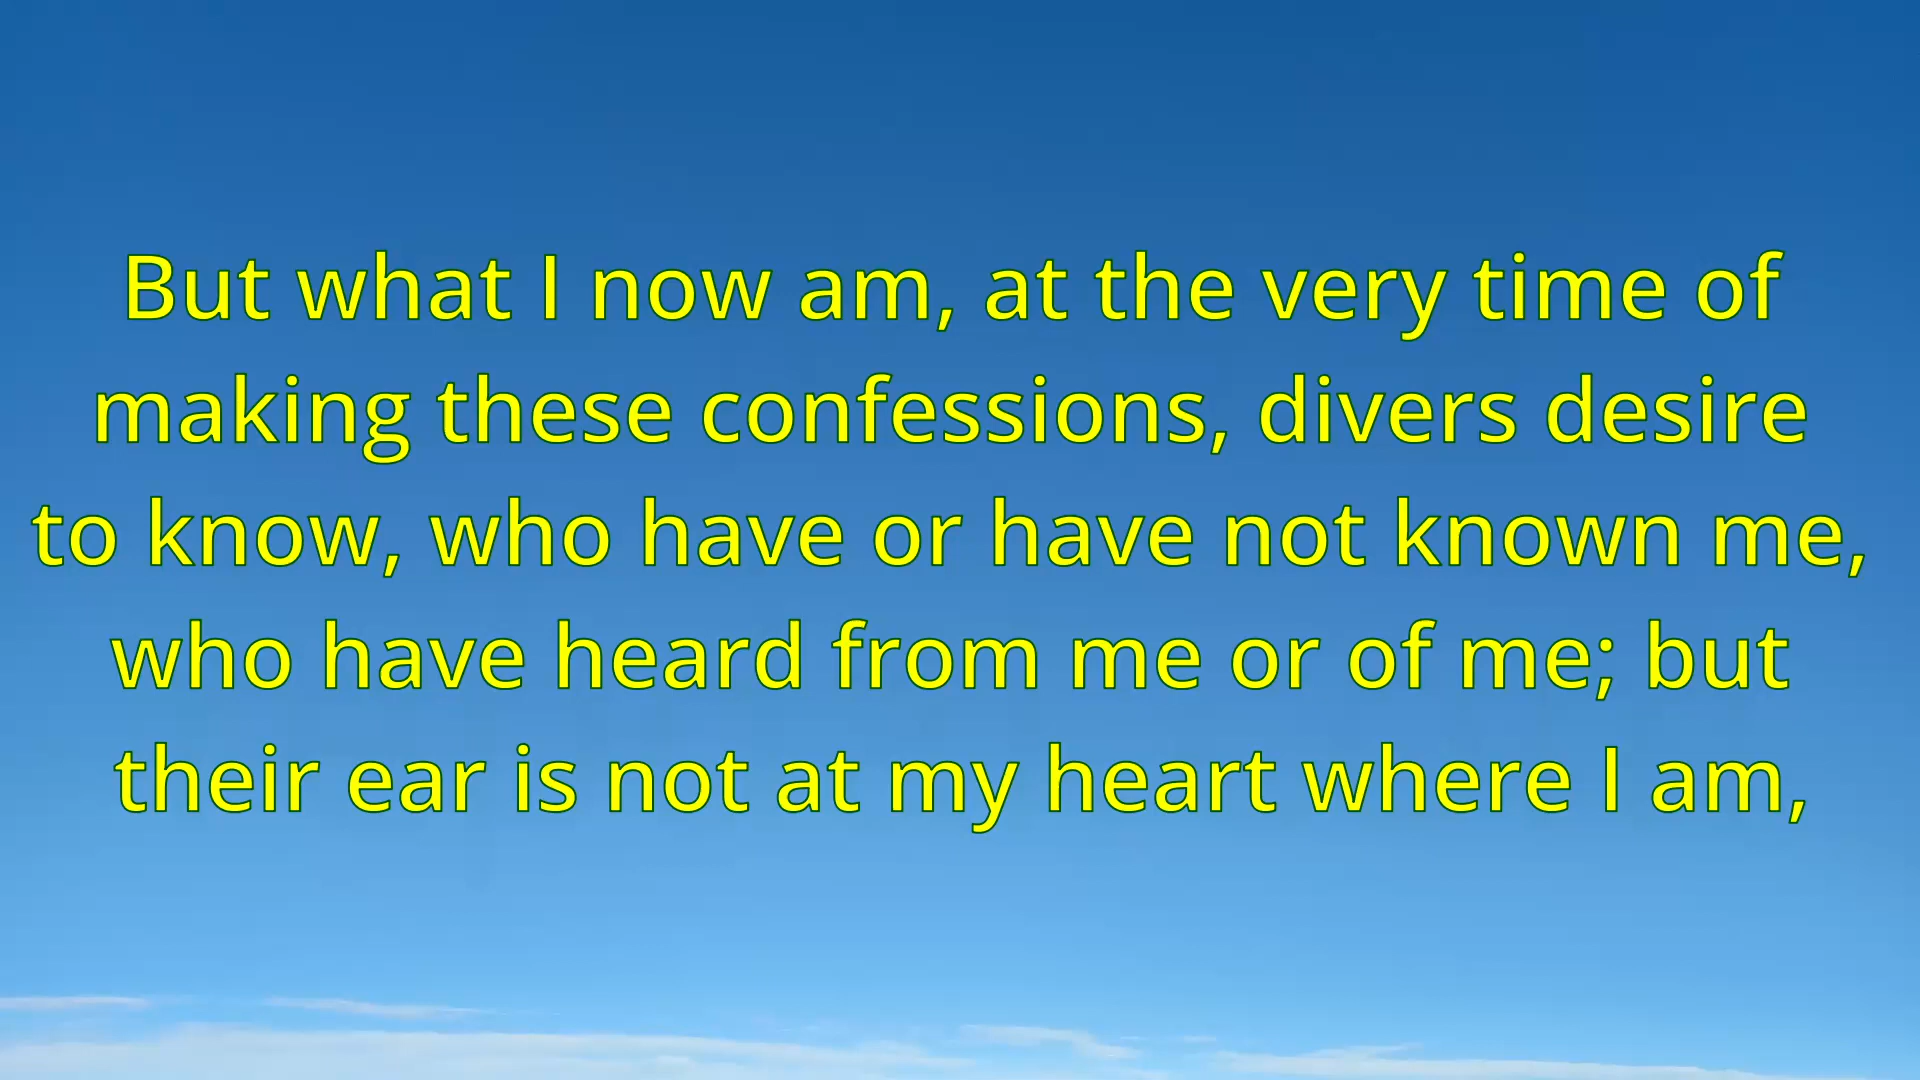 But what I now am, at the very time of
making these confessions, divers desire
to know, who have or have not known me,
who have heard from me or of me; but
their ear is not at my heart where I am,